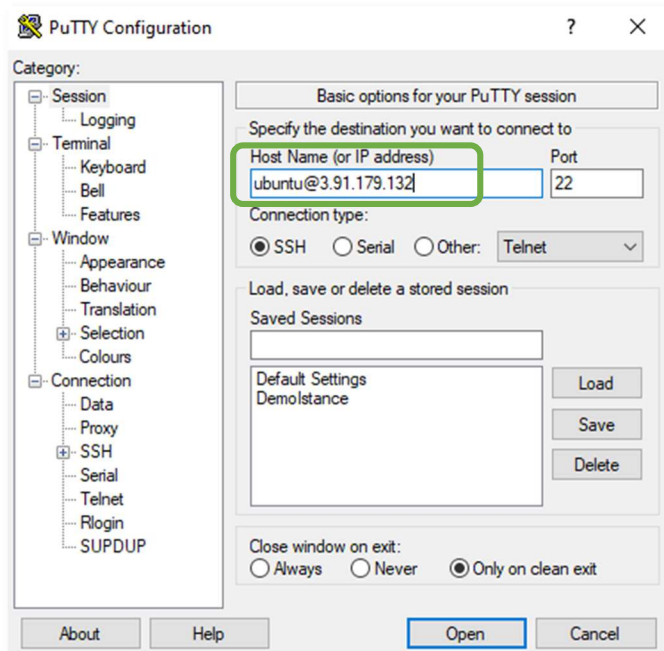 PuTTY Configuration
?
Category:
Session
Logging
Terminal
Keyboard
Bell
Features
Window
Appearance
Behaviour
Translation
Selection
Colours
Connection
Data
Proxy
SSH
Serial
Telnet
Rlogin
SUPDUP
Basic options for your PuTTY session
Specify the destination you want to connect to
Host Name (or IP address) Port
ubuntu@3.91.179.132 22
Connection type:
SSH Serial Other: Telnet
Load, save or delete a stored session
Saved Sessions
Default Settings
DemoIstance
Load
Save
Delete
Close window on exit:
Always Never Only on clean exit
About Help Open Cancel